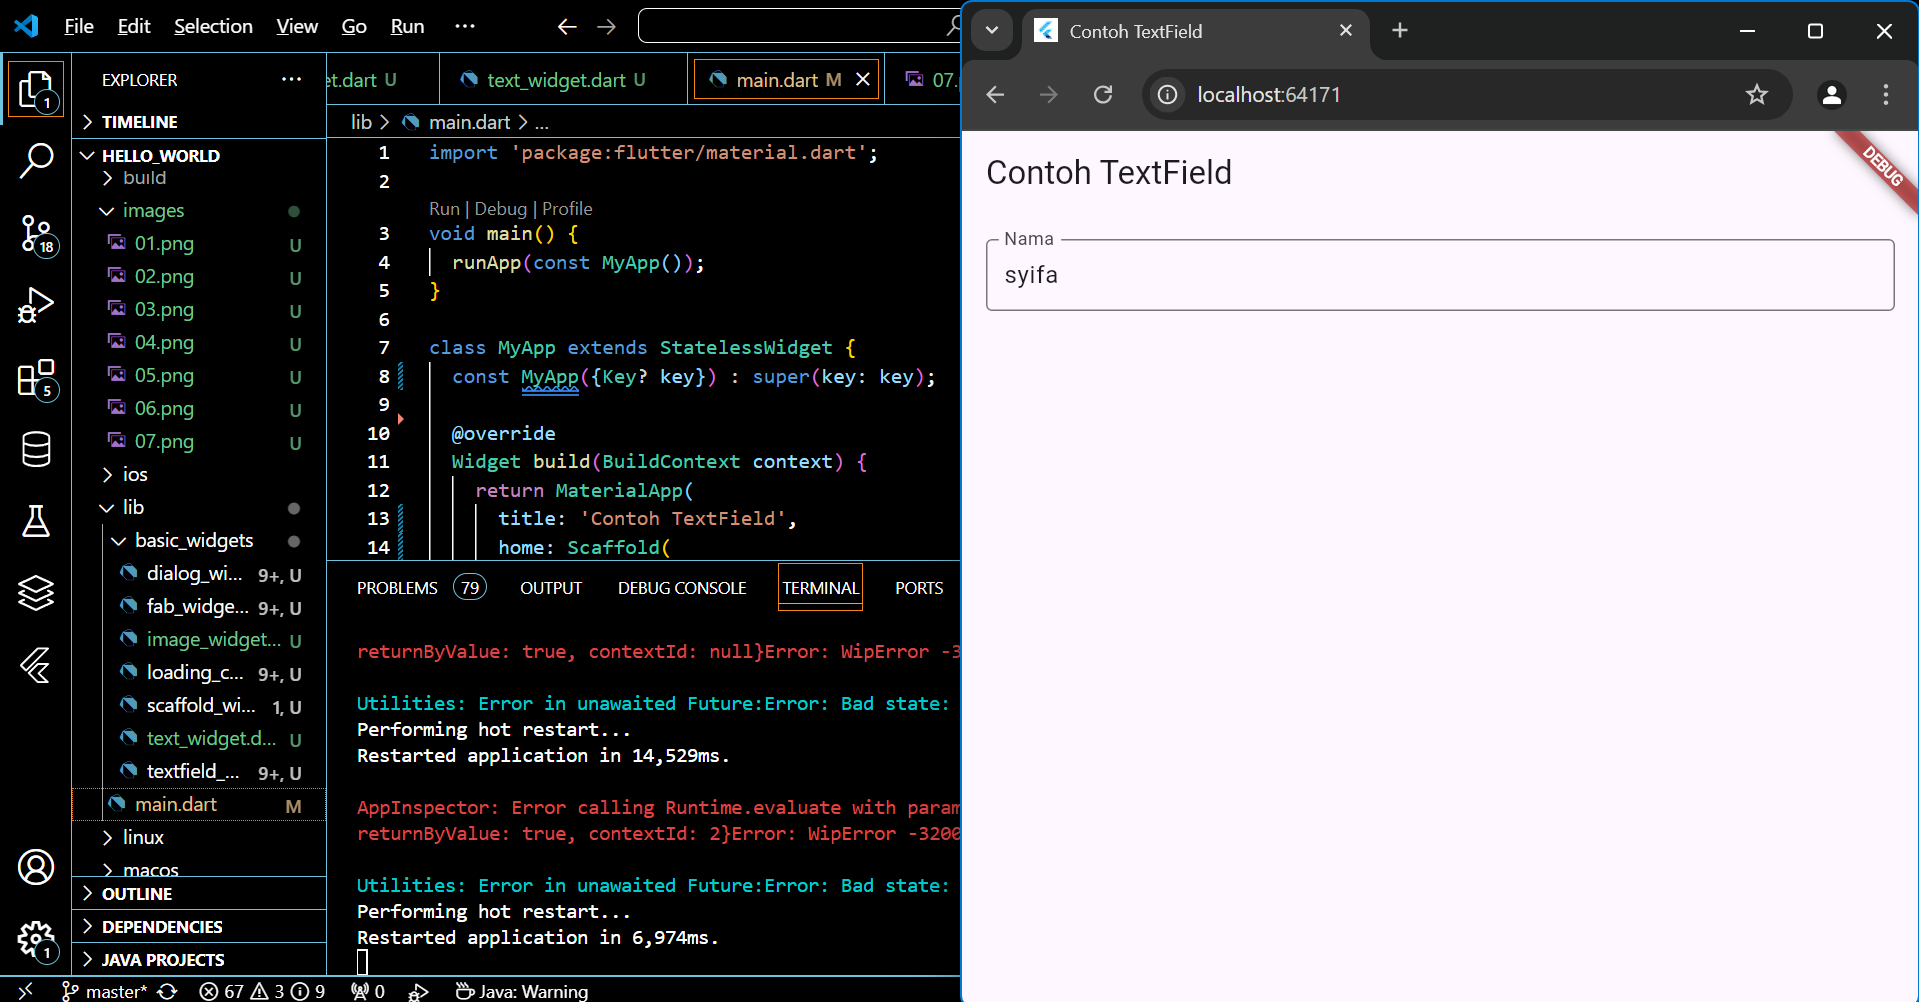 File Edit Selection View Go Run ···
EXPLORER ···
TIMELINE
HELLO_WORLD
build
images
01.png U
02.png U
03.png U
04.png U
05.png U
06.png U
07.png U
ios
lib
basic_widgets
dialog_wi... 9+, U
fab_widge... 9+, U
image_widget... U
loading_c... 9+, U
scaffold_wi... 1, U
text_widget.d... U
textfield_... 9+, U
main.dart M
linux
macos
OUTLINE
DEPENDENCIES
JAVA PROJECTS
1
18
5
1
et.dart U text_widget.dart U main.dart M 07.
lib > main.dart > ...
1 import 'package:flutter/material.dart';
2
Run | Debug | Profile
3 void main() {
4 runApp(const MyApp());
5 }
6
7 class MyApp extends StatelessWidget {
8 const MyApp({Key? key}) : super(key: key);
9
10 @override
11 Widget build(BuildContext context) {
12 return MaterialApp(
13 title: 'Contoh TextField',
14 home: Scaffold(
PROBLEMS 79 OUTPUT DEBUG CONSOLE TERMINAL PORTS
returnByValue: true, contextId: null}Error: WipError -3
Utilities: Error in unawaited Future:Error: Bad state:
Performing hot restart...
Restarted application in 14,529ms.
AppInspector: Error calling Runtime.evaluate with param
returnByValue: true, contextId: 2}Error: WipError -3200
Utilities: Error in unawaited Future:Error: Bad state:
Performing hot restart...
Restarted application in 6,974ms.
master* 67 3 9 0 Java: Warning
Contoh TextField
localhost:64171
Contoh TextField
DEBUG
Nama
syifa